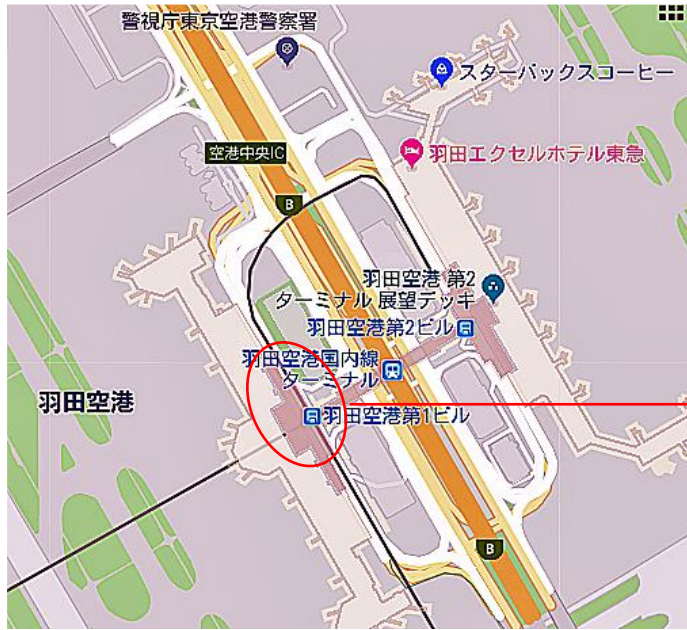 警視庁東京空港警察署
スターバックスコーヒー
空港中央IC
羽田エクセルホテル東急
B
羽田空港 第2
ターミナル 展望デッキ
羽田空港第2ビル
羽田空港国内線
ターミナル
羽田空港
羽田空港第1ビル
B